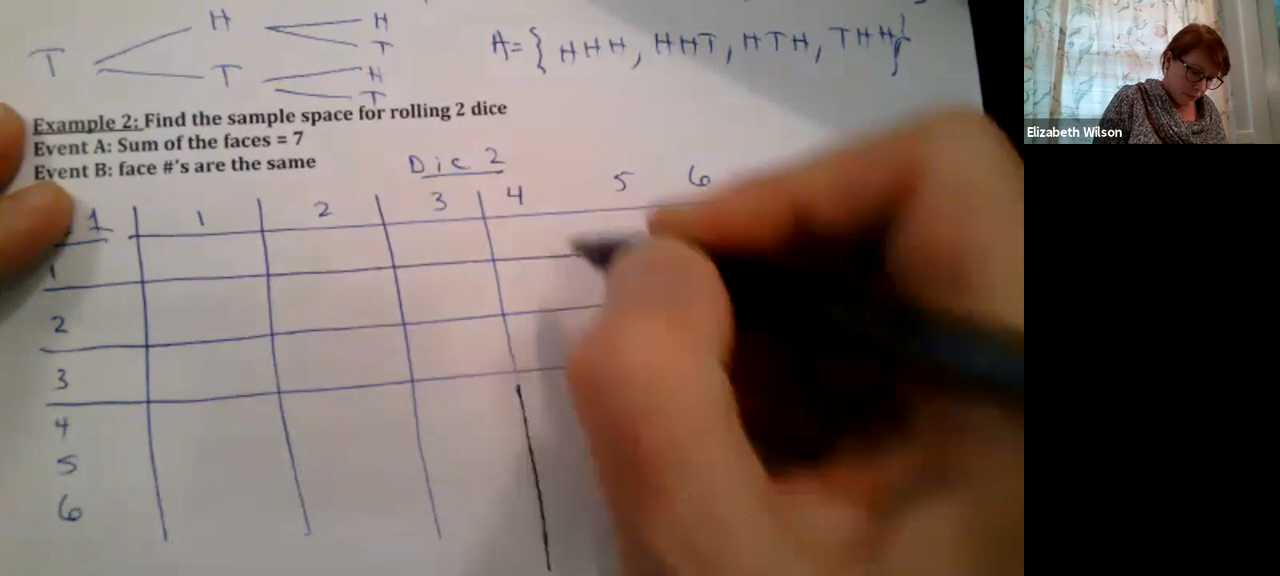 H H
T
T T H
T
A={ HHH, HHT, HTH, THH}
Example 2: Find the sample space for rolling 2 dice
Event A: Sum of the faces = 7
Event B: face #'s are the same
Die 2
1 1 2 3 4 5 6
1
2
3
4
5
6
Elizabeth Wilson